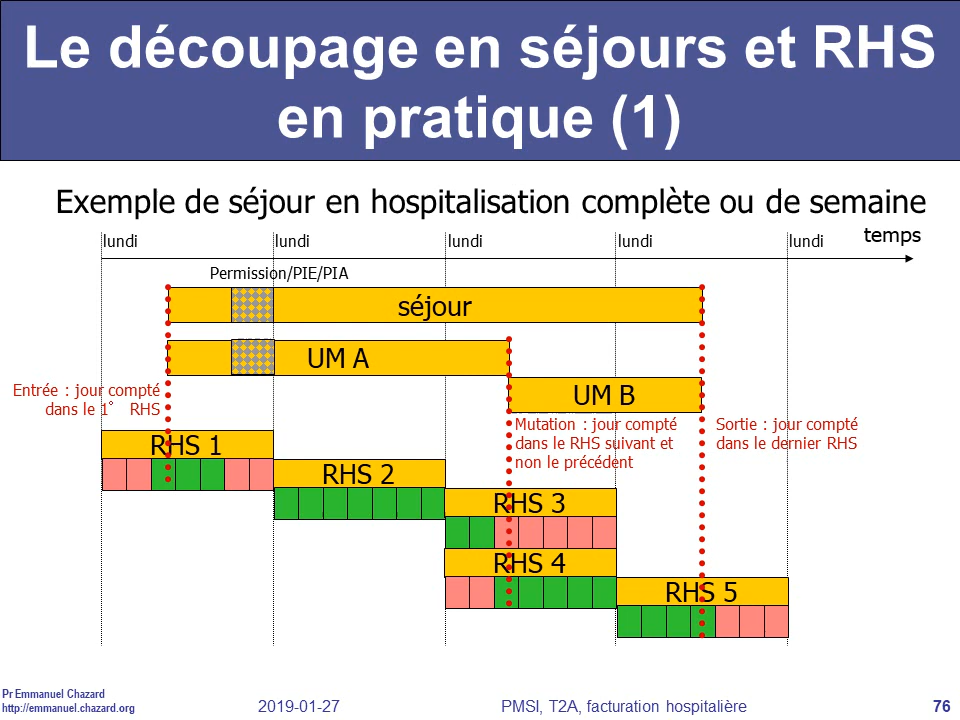 Le découpage en séjours et RHS
en pratique (1)
Exemple de séjour en hospitalisation complète ou de semaine
temps
lundi lundi lundi lundi lundi
Permission/PIE/PIA
séjour
UM A
UM B
Entrée : jour compté
dans le 1° RHS
Mutation : jour compté
dans le RHS suivant et
non le précédent
Sortie : jour compté
dans le dernier RHS
RHS 1
RHS 2
RHS 3
RHS 4
RHS 5
Pr Emmanuel Chazard
http://emmanuel.chazard.org
2019-01-27
PMSI, T2A, facturation hospitalière
76